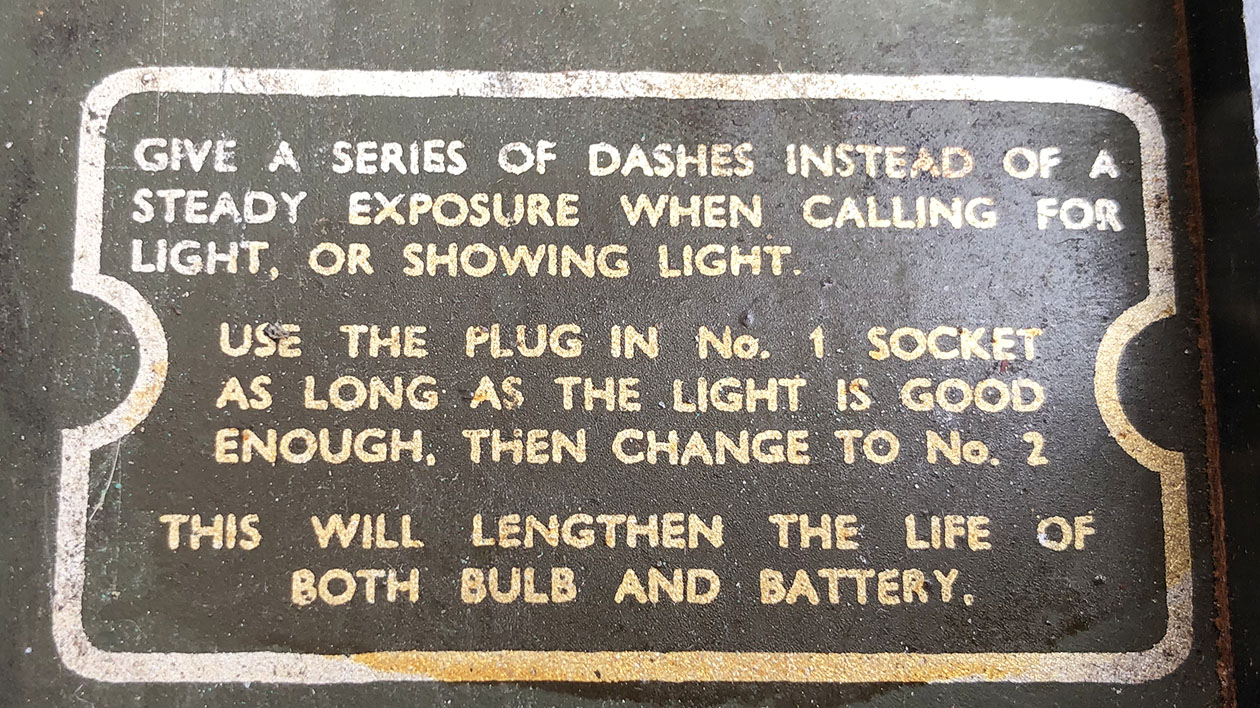 GIVE A SERIES OF DASHES INSTEAD OF A
STEADY EXPOSURE WHEN CALLING FOR
LIGHT, OR SHOWING LIGHT.
USE THE PLUG IN No. 1 SOCKET
AS LONG AS THE LIGHT IS GOOD
ENOUGH, THEN CHANGE TO No. 2
THIS WILL LENGTHEN THE LIFE OF
BOTH BULB AND BATTERY.